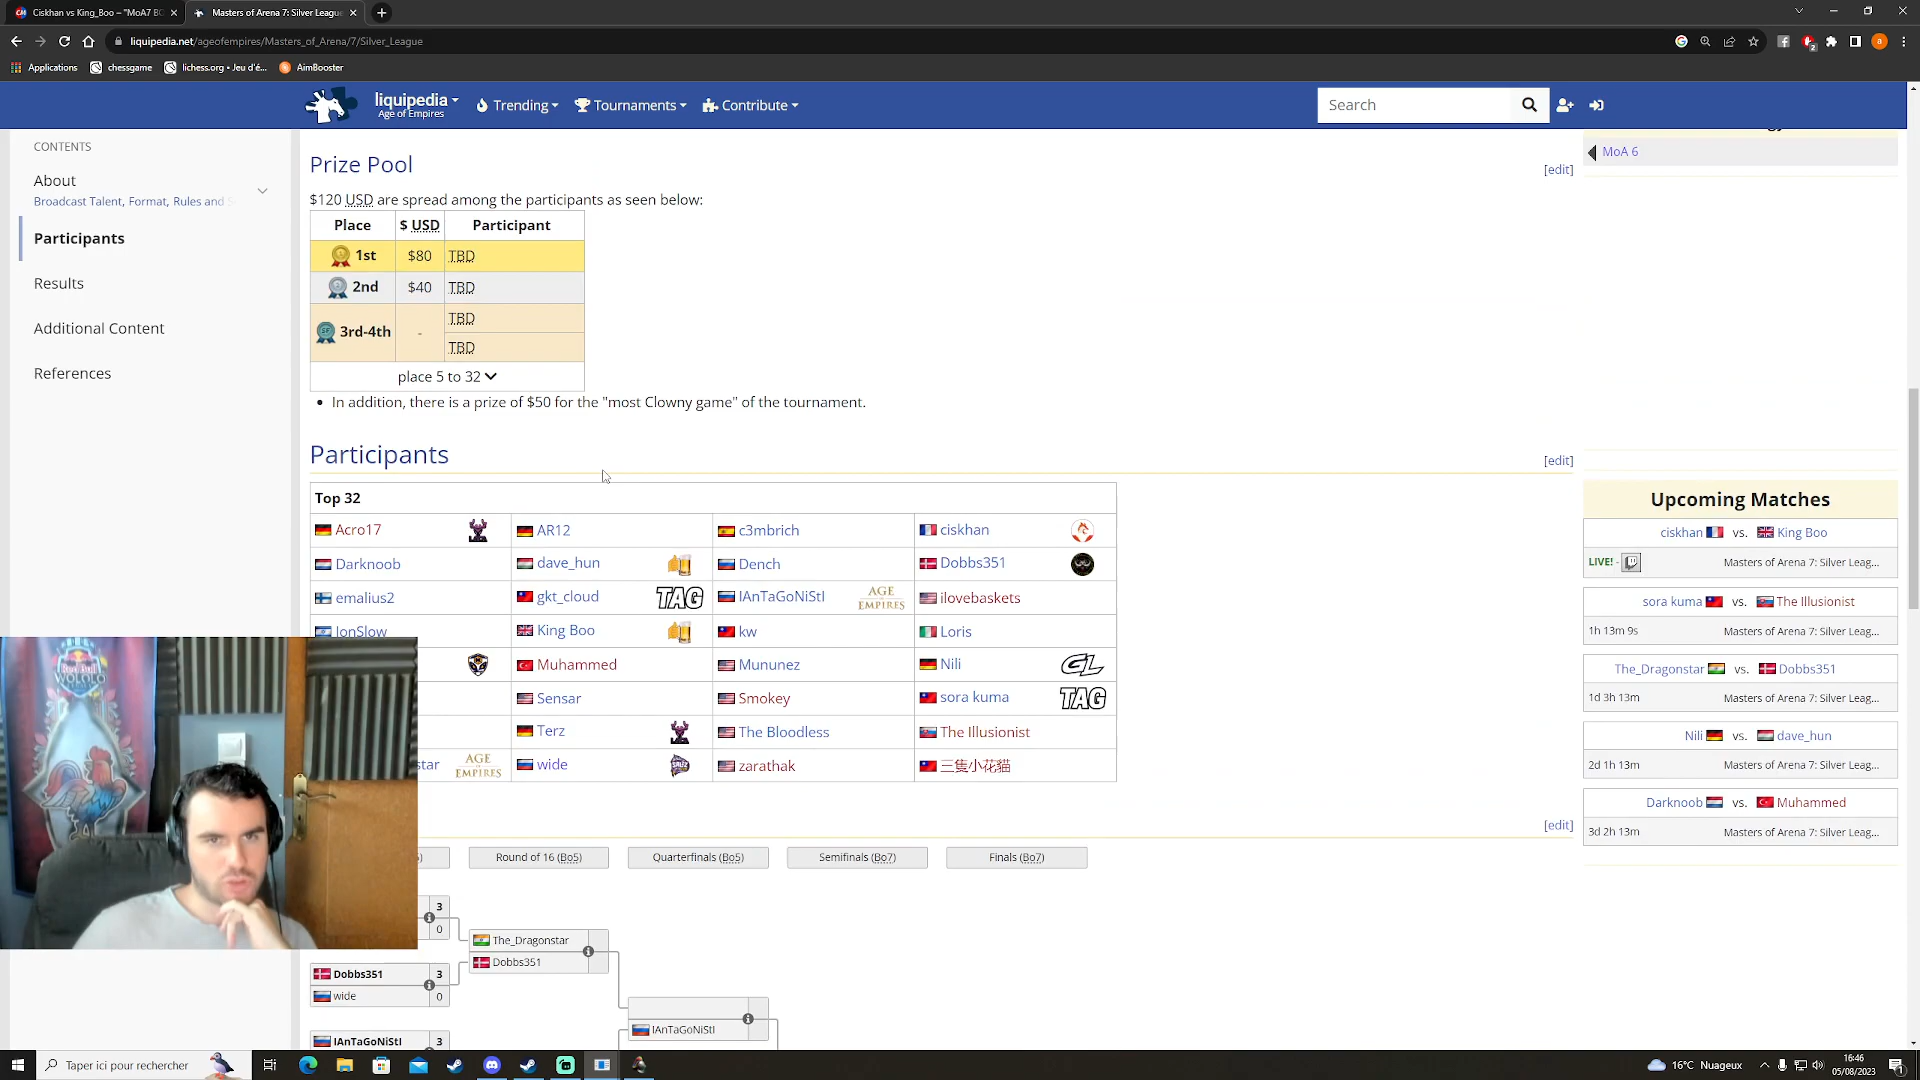 Ciskhan vs King_Boo – "MoA7 BO
Masters of Arena 7: Silver League
liquipedia.net/ageofempires/Masters_of_Arena/7/Silver_League
Applications
chessgame
lichess.org • Jeu d'é...
AimBooster
liquipedia
Age of Empires
Trending
Tournaments
Contribute
Search
CONTENTS
About
Broadcast Talent, Format, Rules and
Participants
Results
Additional Content
References
Prize Pool
[edit]
$120 USD are spread among the participants as seen below:
Place $ USD Participant
1st $80 TBD
2nd $40 TBD
3rd-4th - TBD
TBD
place 5 to 32
In addition, there is a prize of $50 for the "most Clowny game" of the tournament.
Participants
[edit]
Top 32
Acro17 AR12 c3mbrich ciskhan
Darknoob dave_hun Dench Dobbs351
emalius2 gkt_cloud TAG IAnTaGoNiStI AGE OF EMPIRES ilovebaskets
JonSlow King Boo kw Loris
Muhammed Mununez Nili GL
Sensar Smokey sora kuma TAG
Terz The Bloodless The Illusionist
star AGE OF EMPIRES wide zarathak 三隻小花貓
[edit]
Round of 16 (Bo5) Quarterfinals (Bo5) Semifinals (Bo7) Finals (Bo7)
3
0
The_Dragonstar
Dobbs351
Dobbs351 3
wide 0
IAnTaGoNiStI
IAnTaGoNiStI 3
MoA 6
Upcoming Matches
ciskhan vs. King Boo
LIVE! - Masters of Arena 7: Silver Leag...
sora kuma vs. The Illusionist
1h 13m 9s Masters of Arena 7: Silver Leag...
The_Dragonstar vs. Dobbs351
1d 3h 13m Masters of Arena 7: Silver Leag...
Nili vs. dave_hun
2d 1h 13m Masters of Arena 7: Silver Leag...
Darknoob vs. Muhammed
3d 2h 13m Masters of Arena 7: Silver Leag...
Red Bull
WOLOLO
Taper ici pour rechercher
16°C Nuageux
16:46
05/08/2023